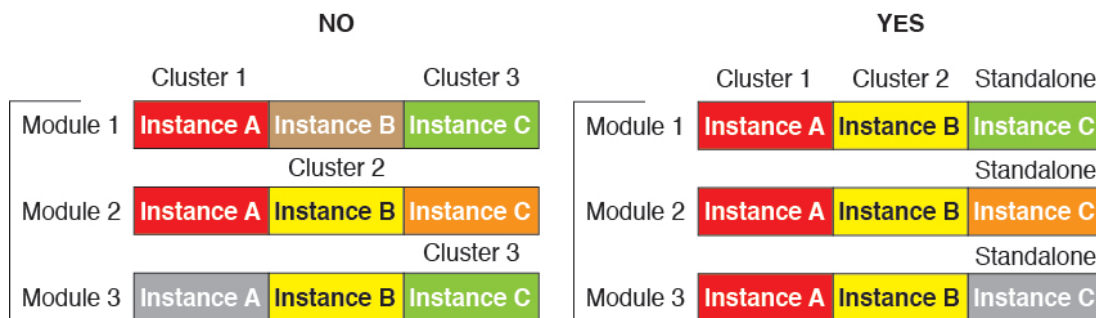 NO
Cluster 1 Cluster 3
Module 1 Instance A Instance B Instance C
Cluster 2
Module 2 Instance A Instance B Instance C
Cluster 3
Module 3 Instance A Instance B Instance C
YES
Cluster 1 Cluster 2 Standalone
Module 1 Instance A Instance B Instance C
Standalone
Module 2 Instance A Instance B Instance C
Standalone
Module 3 Instance A Instance B Instance C